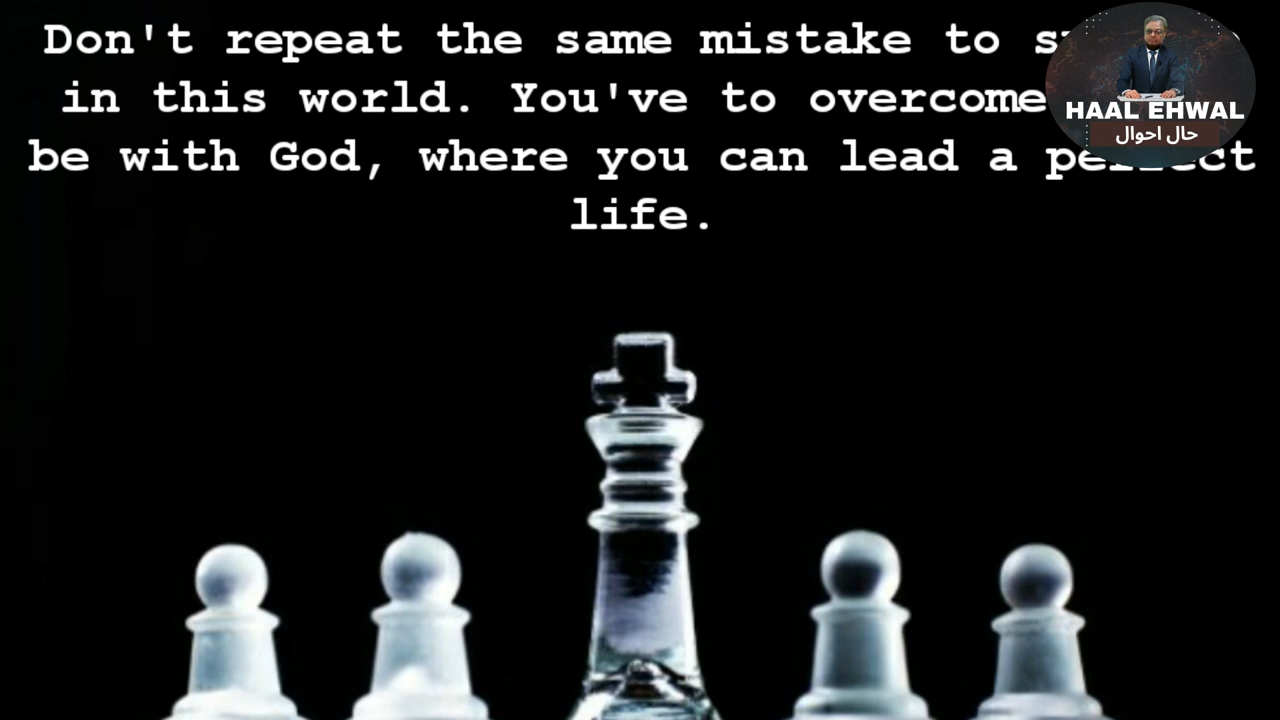 Don't repeat the same mistake to
in this world. You've to overcome
be with God, where you can lead a perfect
life.
HAAL EHWAL
حال احوال